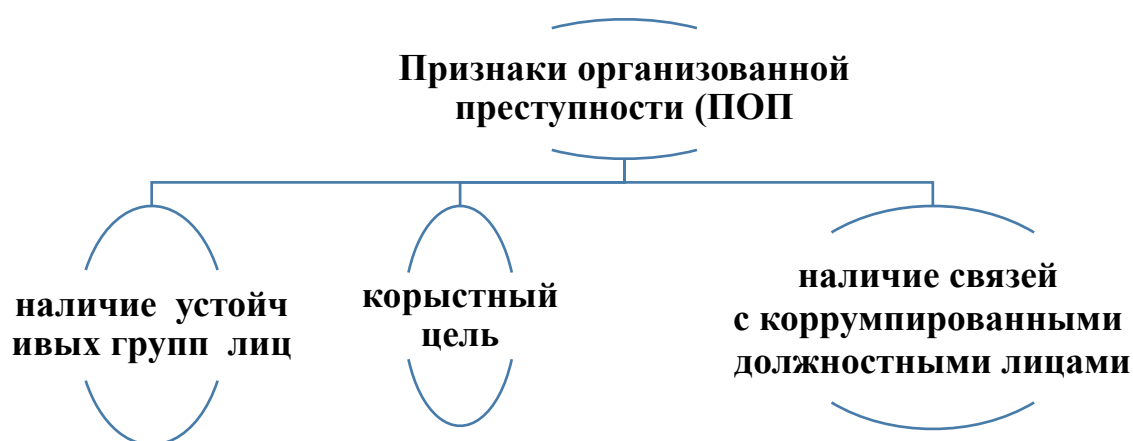 Признаки организованной
преступности (ПОП
наличие устойч
ивых групп лиц
корыстный
цель
наличие связей
с коррумпированными
должностными лицами